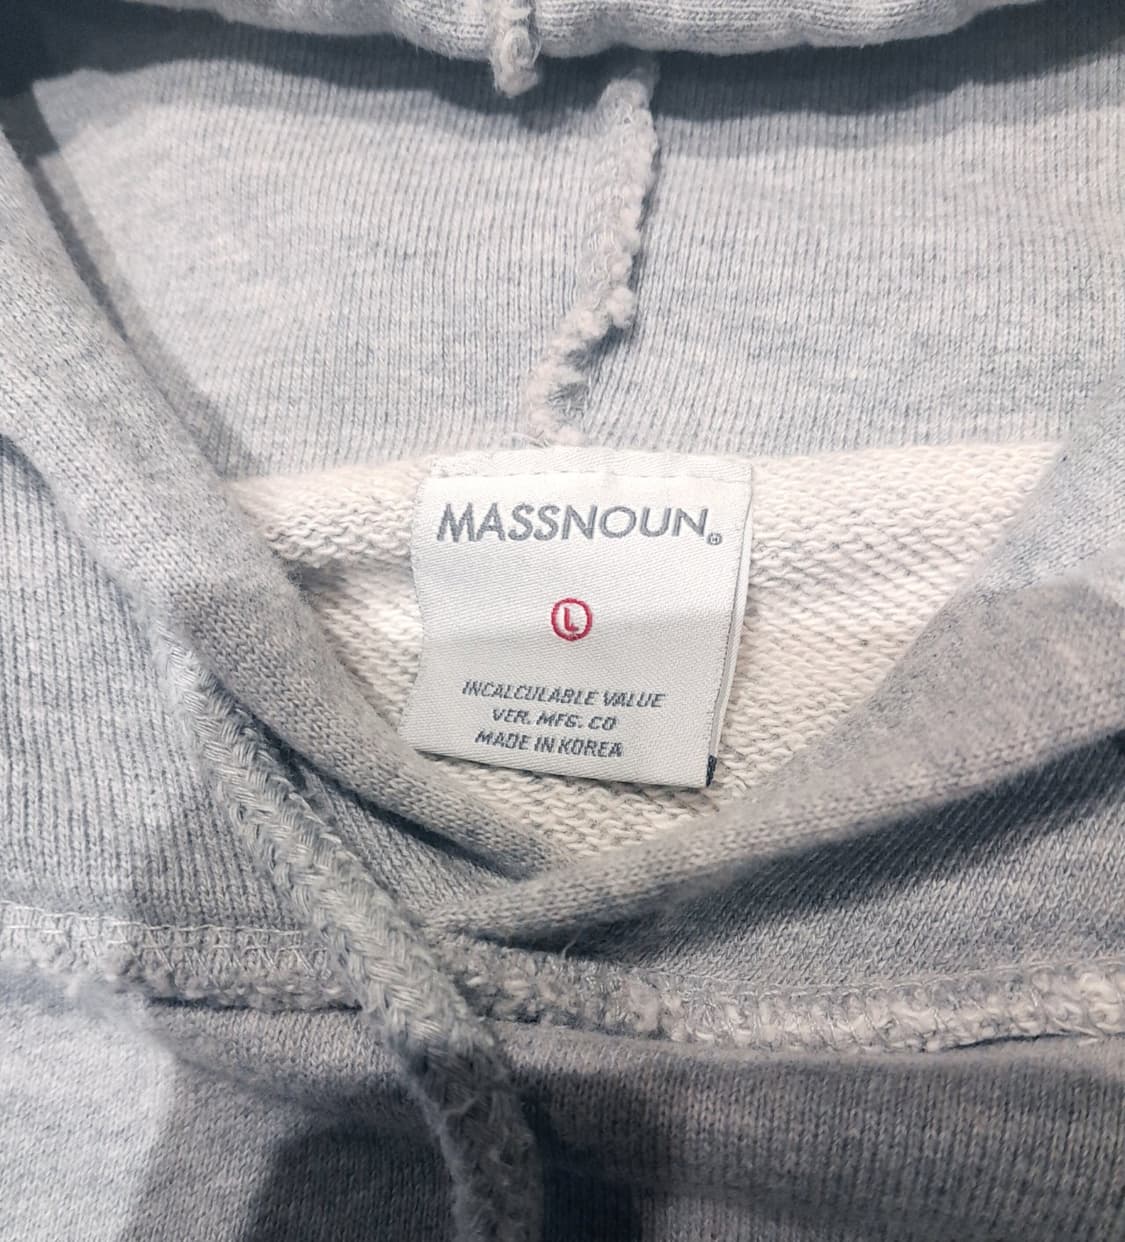 MASSNOUN
L
INCALCULABLE VALUE
VER. MFG. CO
MADE IN KOREA